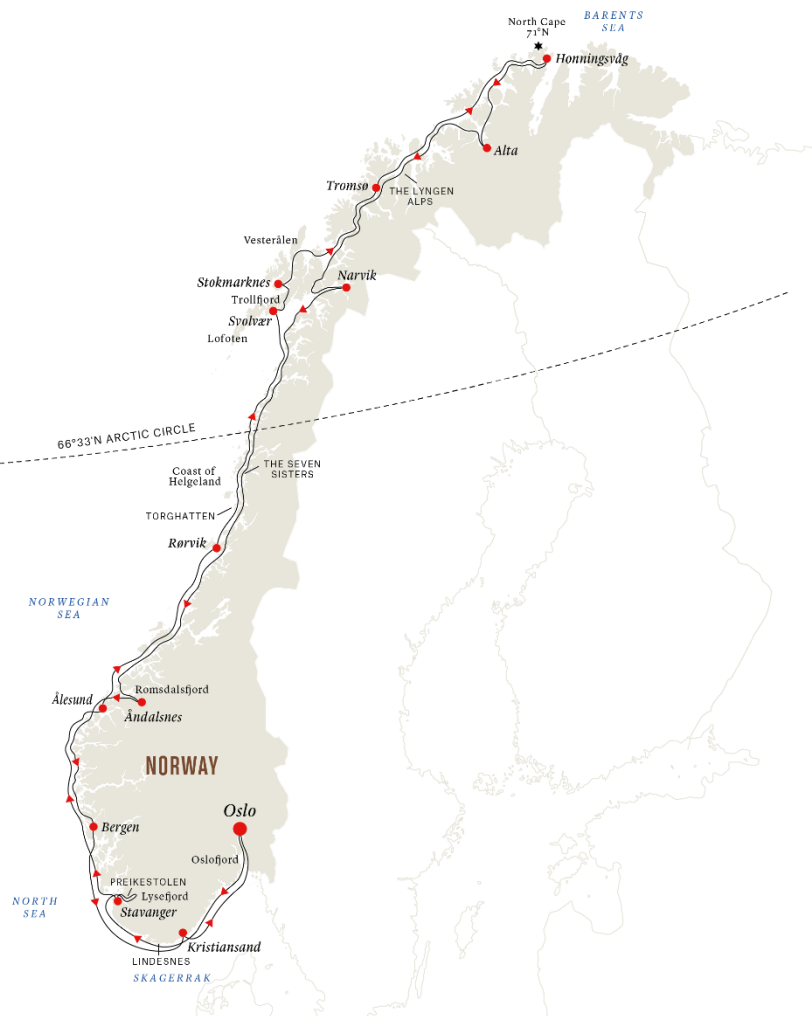 BARENTS
SEA
North Cape
71°N
Honningsvåg
Alta
Tromsø
THE LYNGEN
ALPS
Vesterålen
Narvik
Stokmarknes
Trollfjord
Svolvær
Lofoten
66°33'N ARCTIC CIRCLE
THE SEVEN
SISTERS
Coast of
Helgeland
TORGHATTEN
Rørvik
NORWEGIAN
SEA
Romsdalsfjord
Ålesund
Åndalsnes
NORWAY
Oslo
Bergen
Oslofjord
PREIKESTOLEN
Lysefjord
NORTH
SEA
Stavanger
Kristiansand
LINDESNES
SKAGERRAK